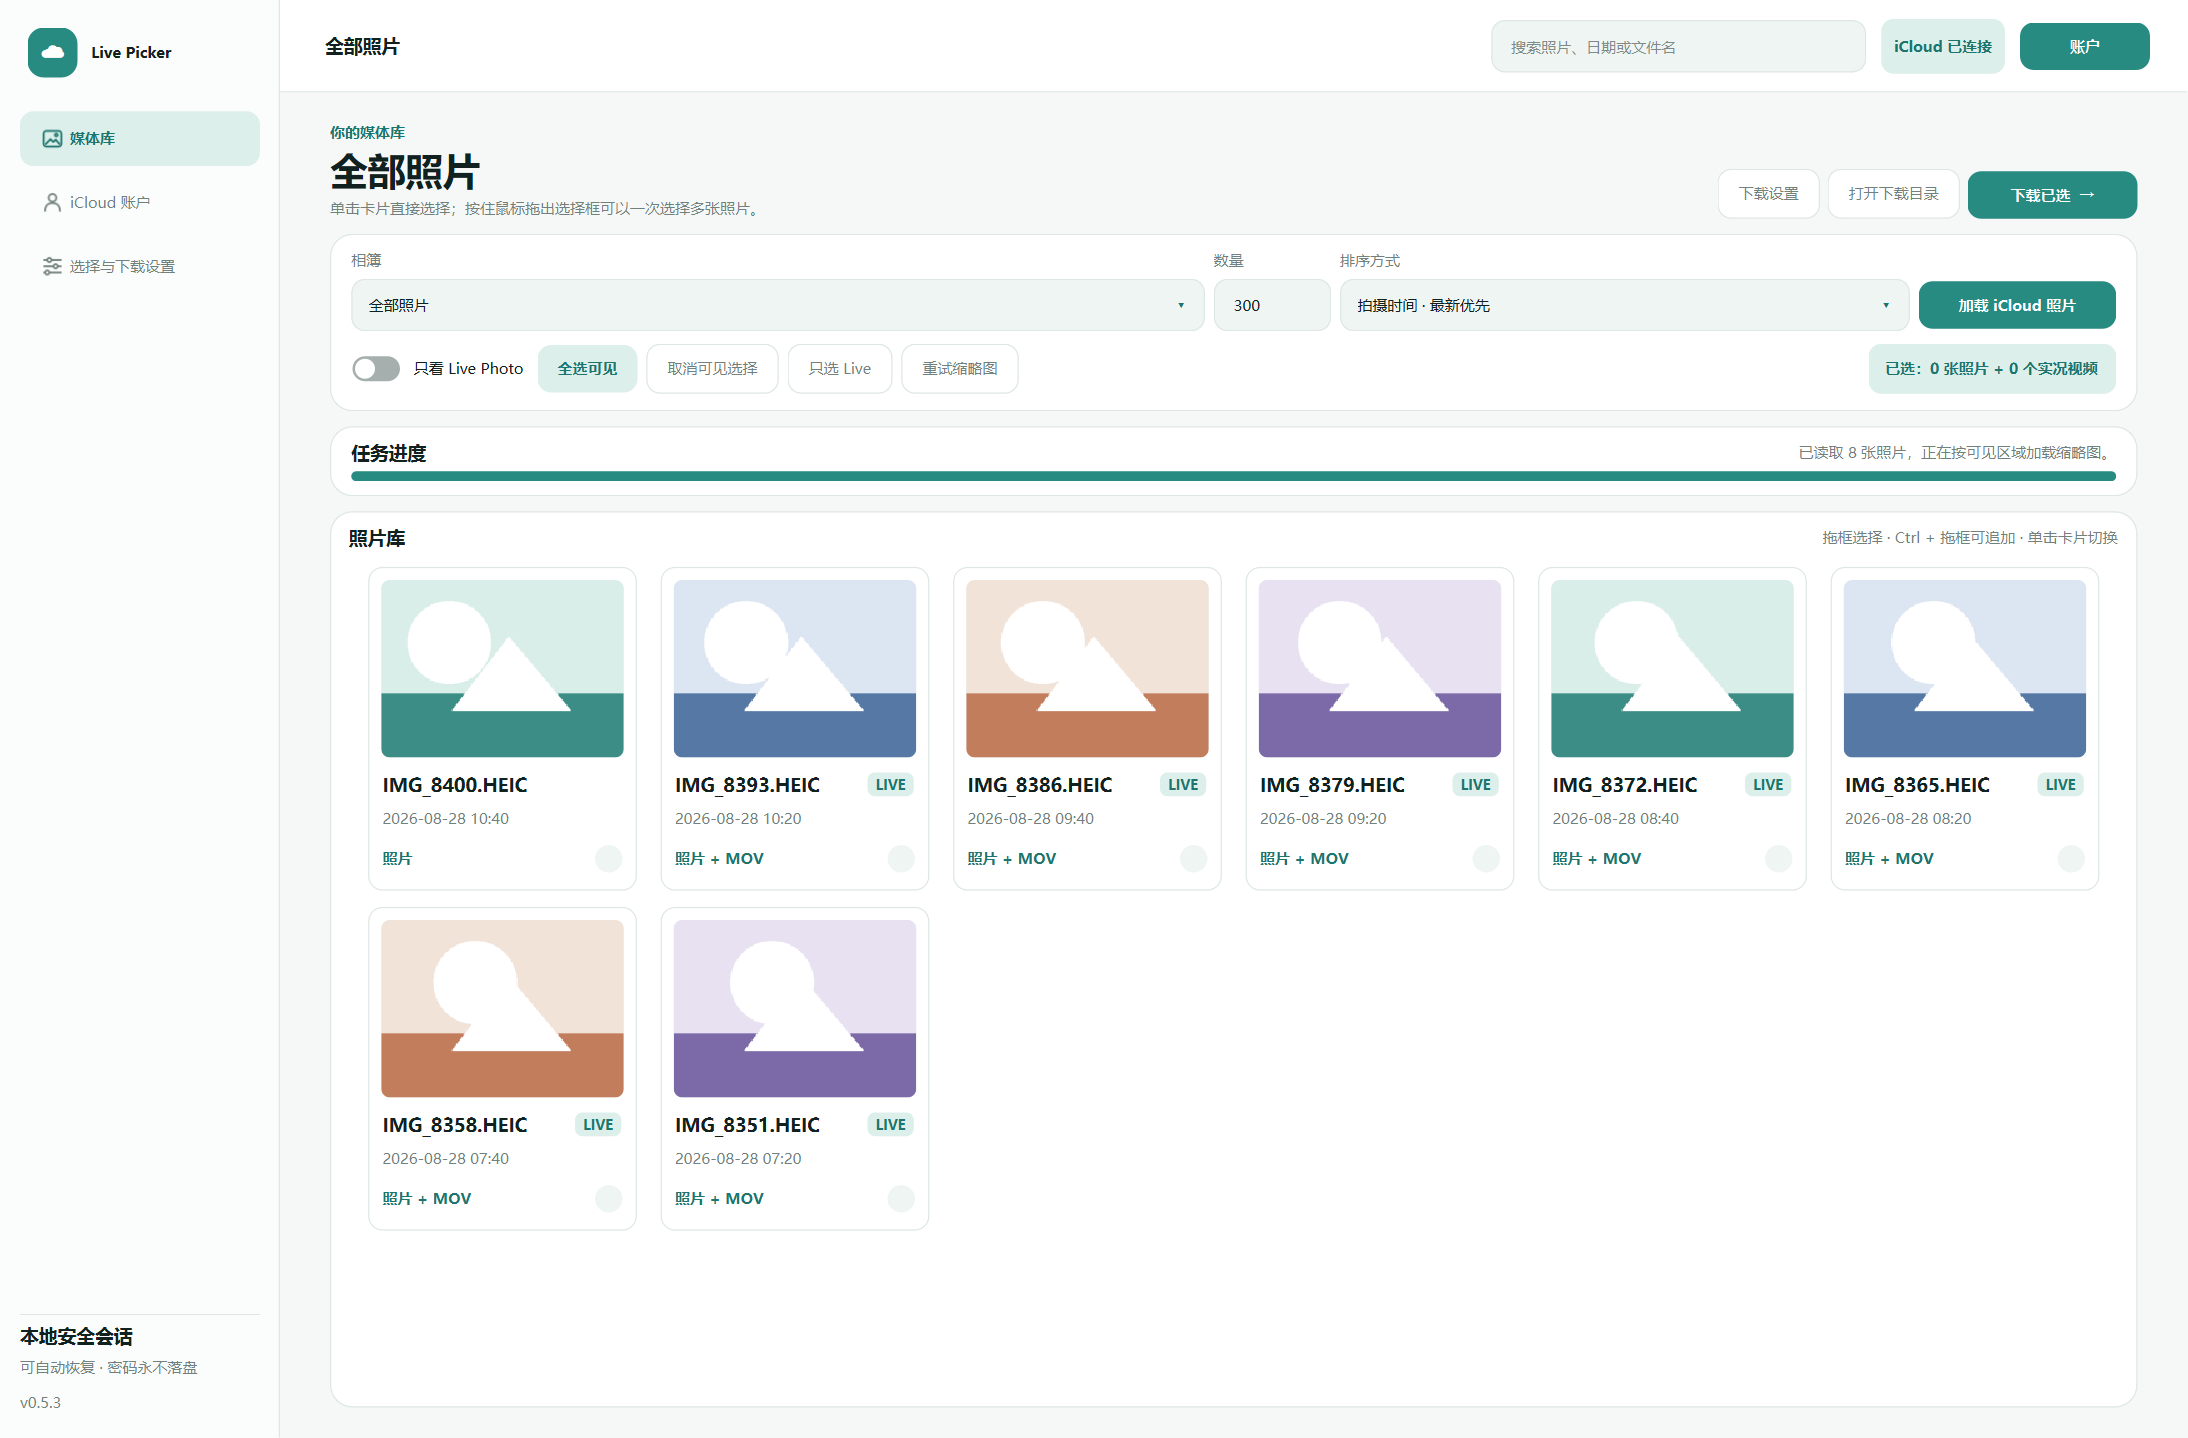 Live Picker
媒体库
iCloud 账户
选择与下载设置
本地安全会话
可自动恢复 · 密码永不落盘
v0.5.3
全部照片
搜索照片、日期或文件名
iCloud 已连接
账户
你的媒体库
全部照片
单击卡片直接选择；按住鼠标拖出选择框可以一次选择多张照片。
下载设置
打开下载目录
下载已选 →
相簿
数量
排序方式
全部照片
300
拍摄时间 · 最新优先
加载 iCloud 照片
只看 Live Photo
全选可见
取消可见选择
只选 Live
重试缩略图
已选：0 张照片 + 0 个实况视频
任务进度
已读取 8 张照片，正在按可见区域加载缩略图。
照片库
拖框选择 · Ctrl + 拖框可追加 · 单击卡片切换
IMG_8400.HEIC
2026-08-28 10:40
照片
IMG_8393.HEIC
LIVE
2026-08-28 10:20
照片 + MOV
IMG_8386.HEIC
LIVE
2026-08-28 09:40
照片 + MOV
IMG_8379.HEIC
LIVE
2026-08-28 09:20
照片 + MOV
IMG_8372.HEIC
LIVE
2026-08-28 08:40
照片 + MOV
IMG_8365.HEIC
LIVE
2026-08-28 08:20
照片 + MOV
IMG_8358.HEIC
LIVE
2026-08-28 07:40
照片 + MOV
IMG_8351.HEIC
LIVE
2026-08-28 07:20
照片 + MOV